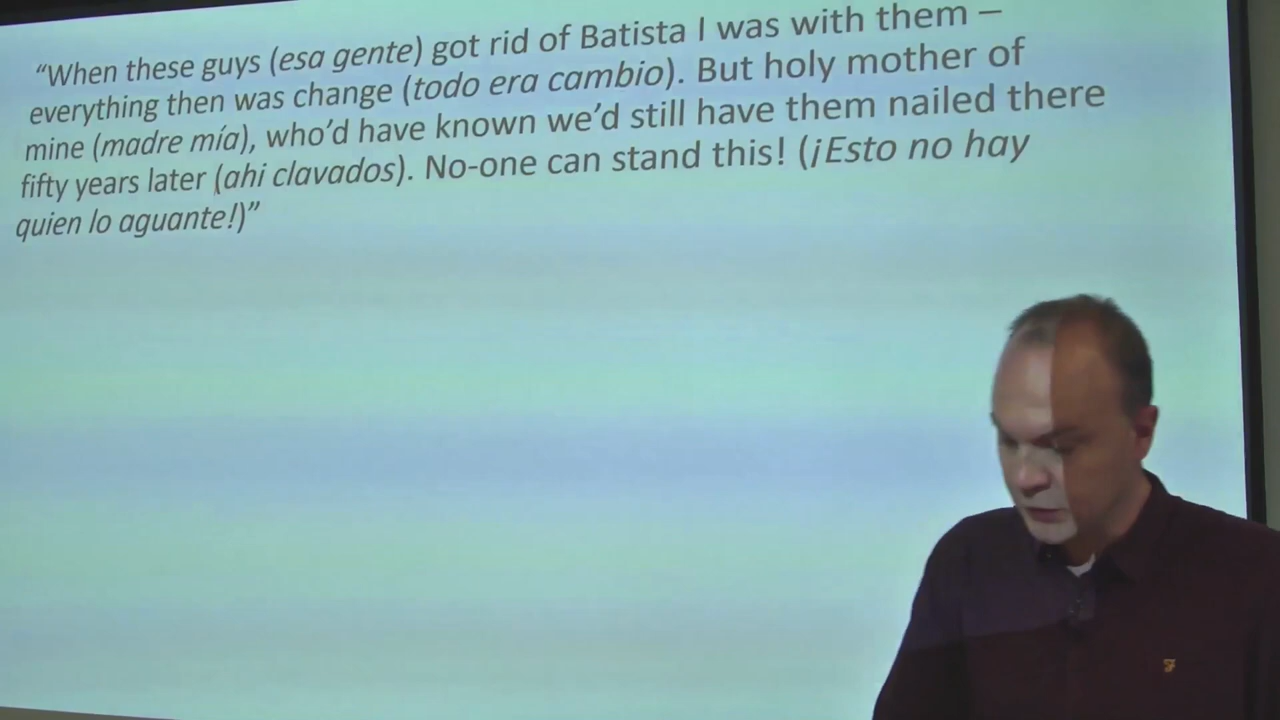 “When these guys (esa gente) got rid of Batista I was with them –
everything then was change (todo era cambio). But holy mother of
mine (madre mía), who’d have known we’d still have them nailed there
fifty years later (ahi clavados). No-one can stand this! (¡Esto no hay
quien lo aguante!)”